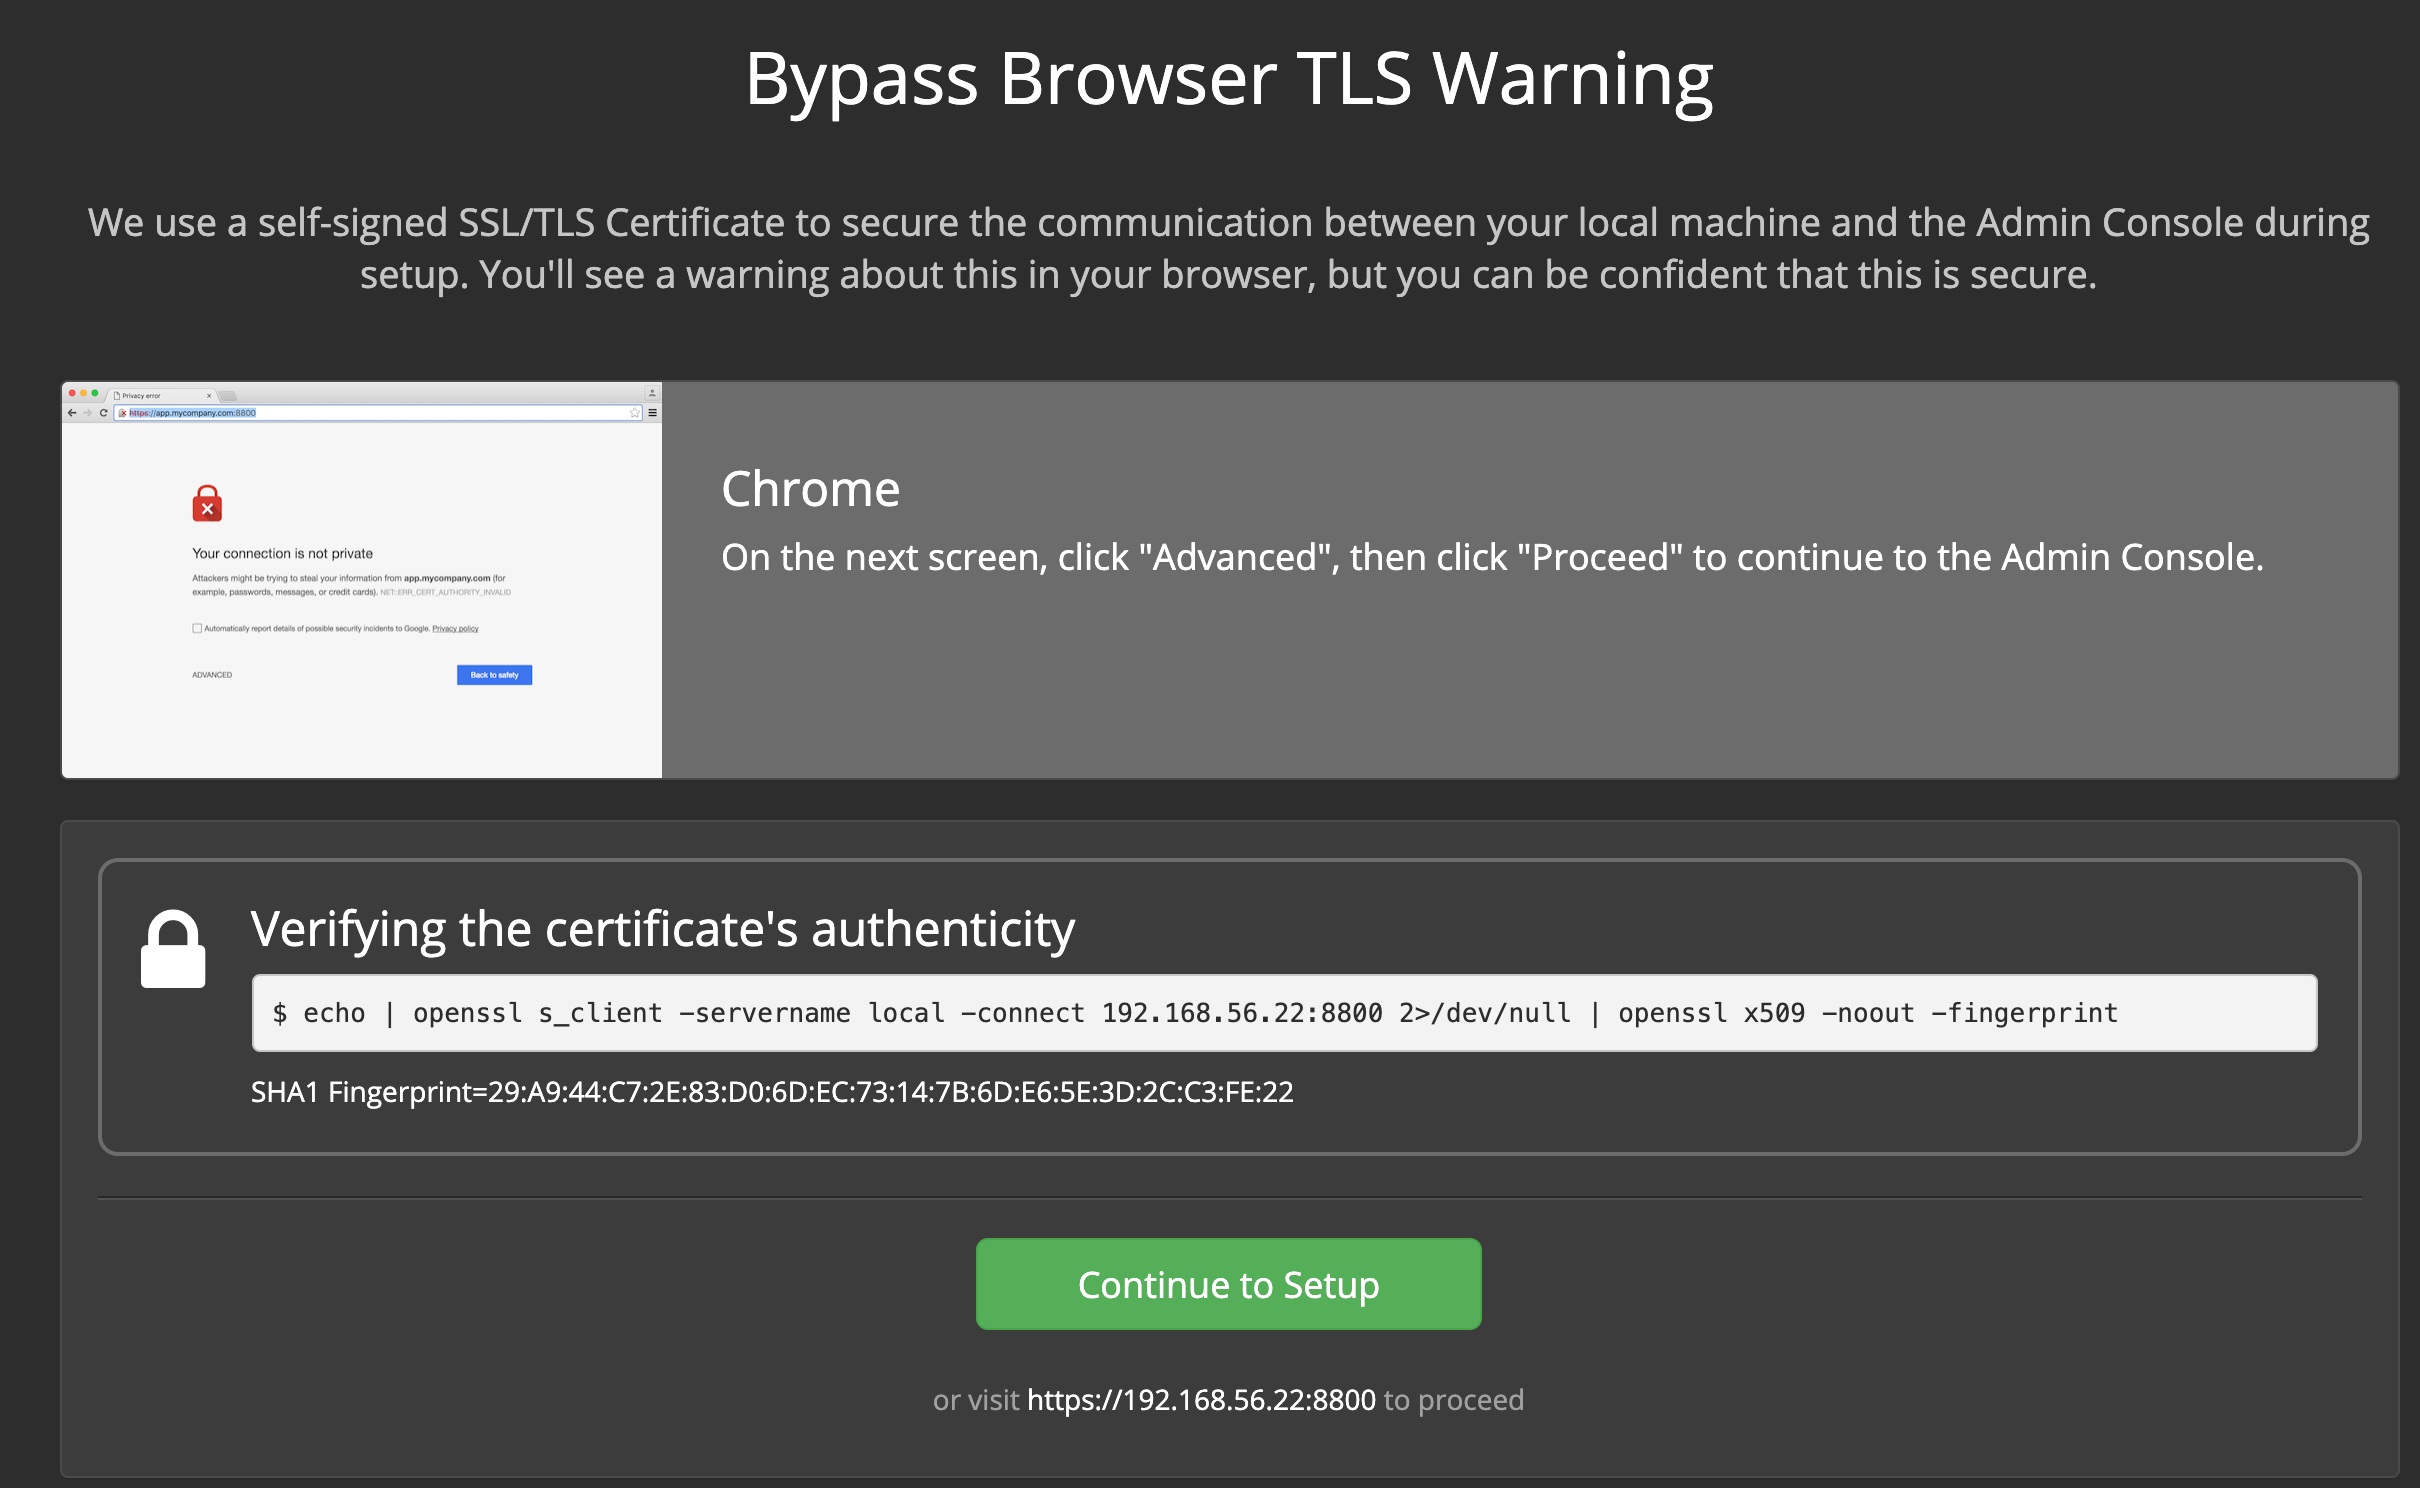 Bypass Browser TLS Warning
We use a self-signed SSL/TLS Certificate to secure the communication between your local machine and the Admin Console during
setup. You'll see a warning about this in your browser, but you can be confident that this is secure.
Privacy error
https://app.mycompany.com:8800
Your connection is not private
Attackers might be trying to steal your information from app.mycompany.com (for
example, passwords, messages, or credit cards). NET::ERR_CERT_AUTHORITY_INVALID
Automatically report details of possible security incidents to Google. Privacy policy
ADVANCED
Back to safety
Chrome
On the next screen, click "Advanced", then click "Proceed" to continue to the Admin Console.
Verifying the certificate's authenticity
$ echo | openssl s_client -servername local -connect 192.168.56.22:8800 2>/dev/null | openssl x509 -noout -fingerprint
SHA1 Fingerprint=29:A9:44:C7:2E:83:D0:6D:EC:73:14:7B:6D:E6:5E:3D:2C:C3:FE:22
Continue to Setup
or visit https://192.168.56.22:8800 to proceed